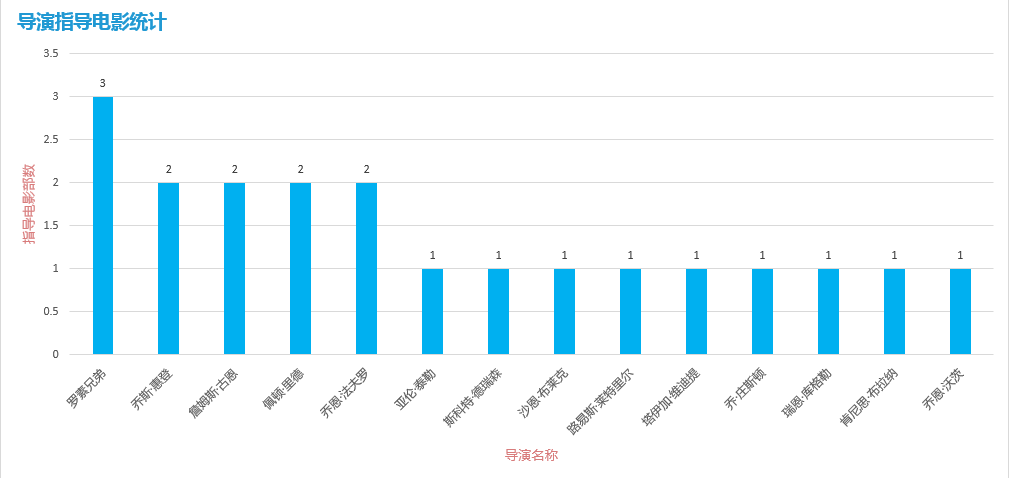 导演指导电影统计
3.5
3
2.5
2
1.5
1
0.5
0
指导电影部数
3
2
2
2
2
1
1
1
1
1
1
1
1
1
罗素兄弟
乔斯·惠登
詹姆斯·古恩
佩顿·里德
乔恩·法夫罗
亚伦·泰勒
斯科特·德瑞森
沙恩·布莱克
路易斯·莱特里尔
塔伊加·维迪提
乔·庄斯顿
瑞恩·库格勒
肯尼思·布拉纳
乔恩·沃茨
导演名称